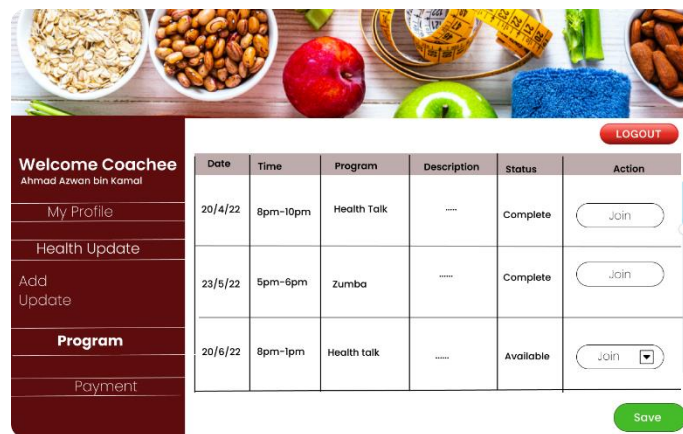 LOGOUT
Welcome Coachee
Ahmad Azwan bin Kamal
My Profile
Health Update
Add
Update
Program
Payment
Date Time Program Description Status Action
20/4/22 8pm-10pm Health Talk ..... Complete Join
23/5/22 5pm-6pm Zumba ...... Complete Join
20/6/22 8pm-1pm Health talk ...... Available Join
Save